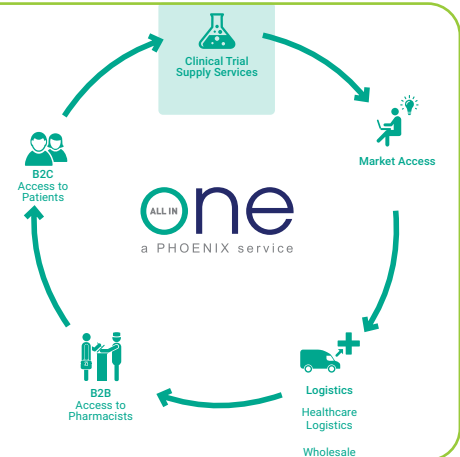 Clinical Trial
Supply Services
Market Access
B2C
Access to
Patients
ALL IN
one
a PHOENIX service
B2B
Access to
Pharmacists
Logistics
Healthcare
Logistics
Wholesale